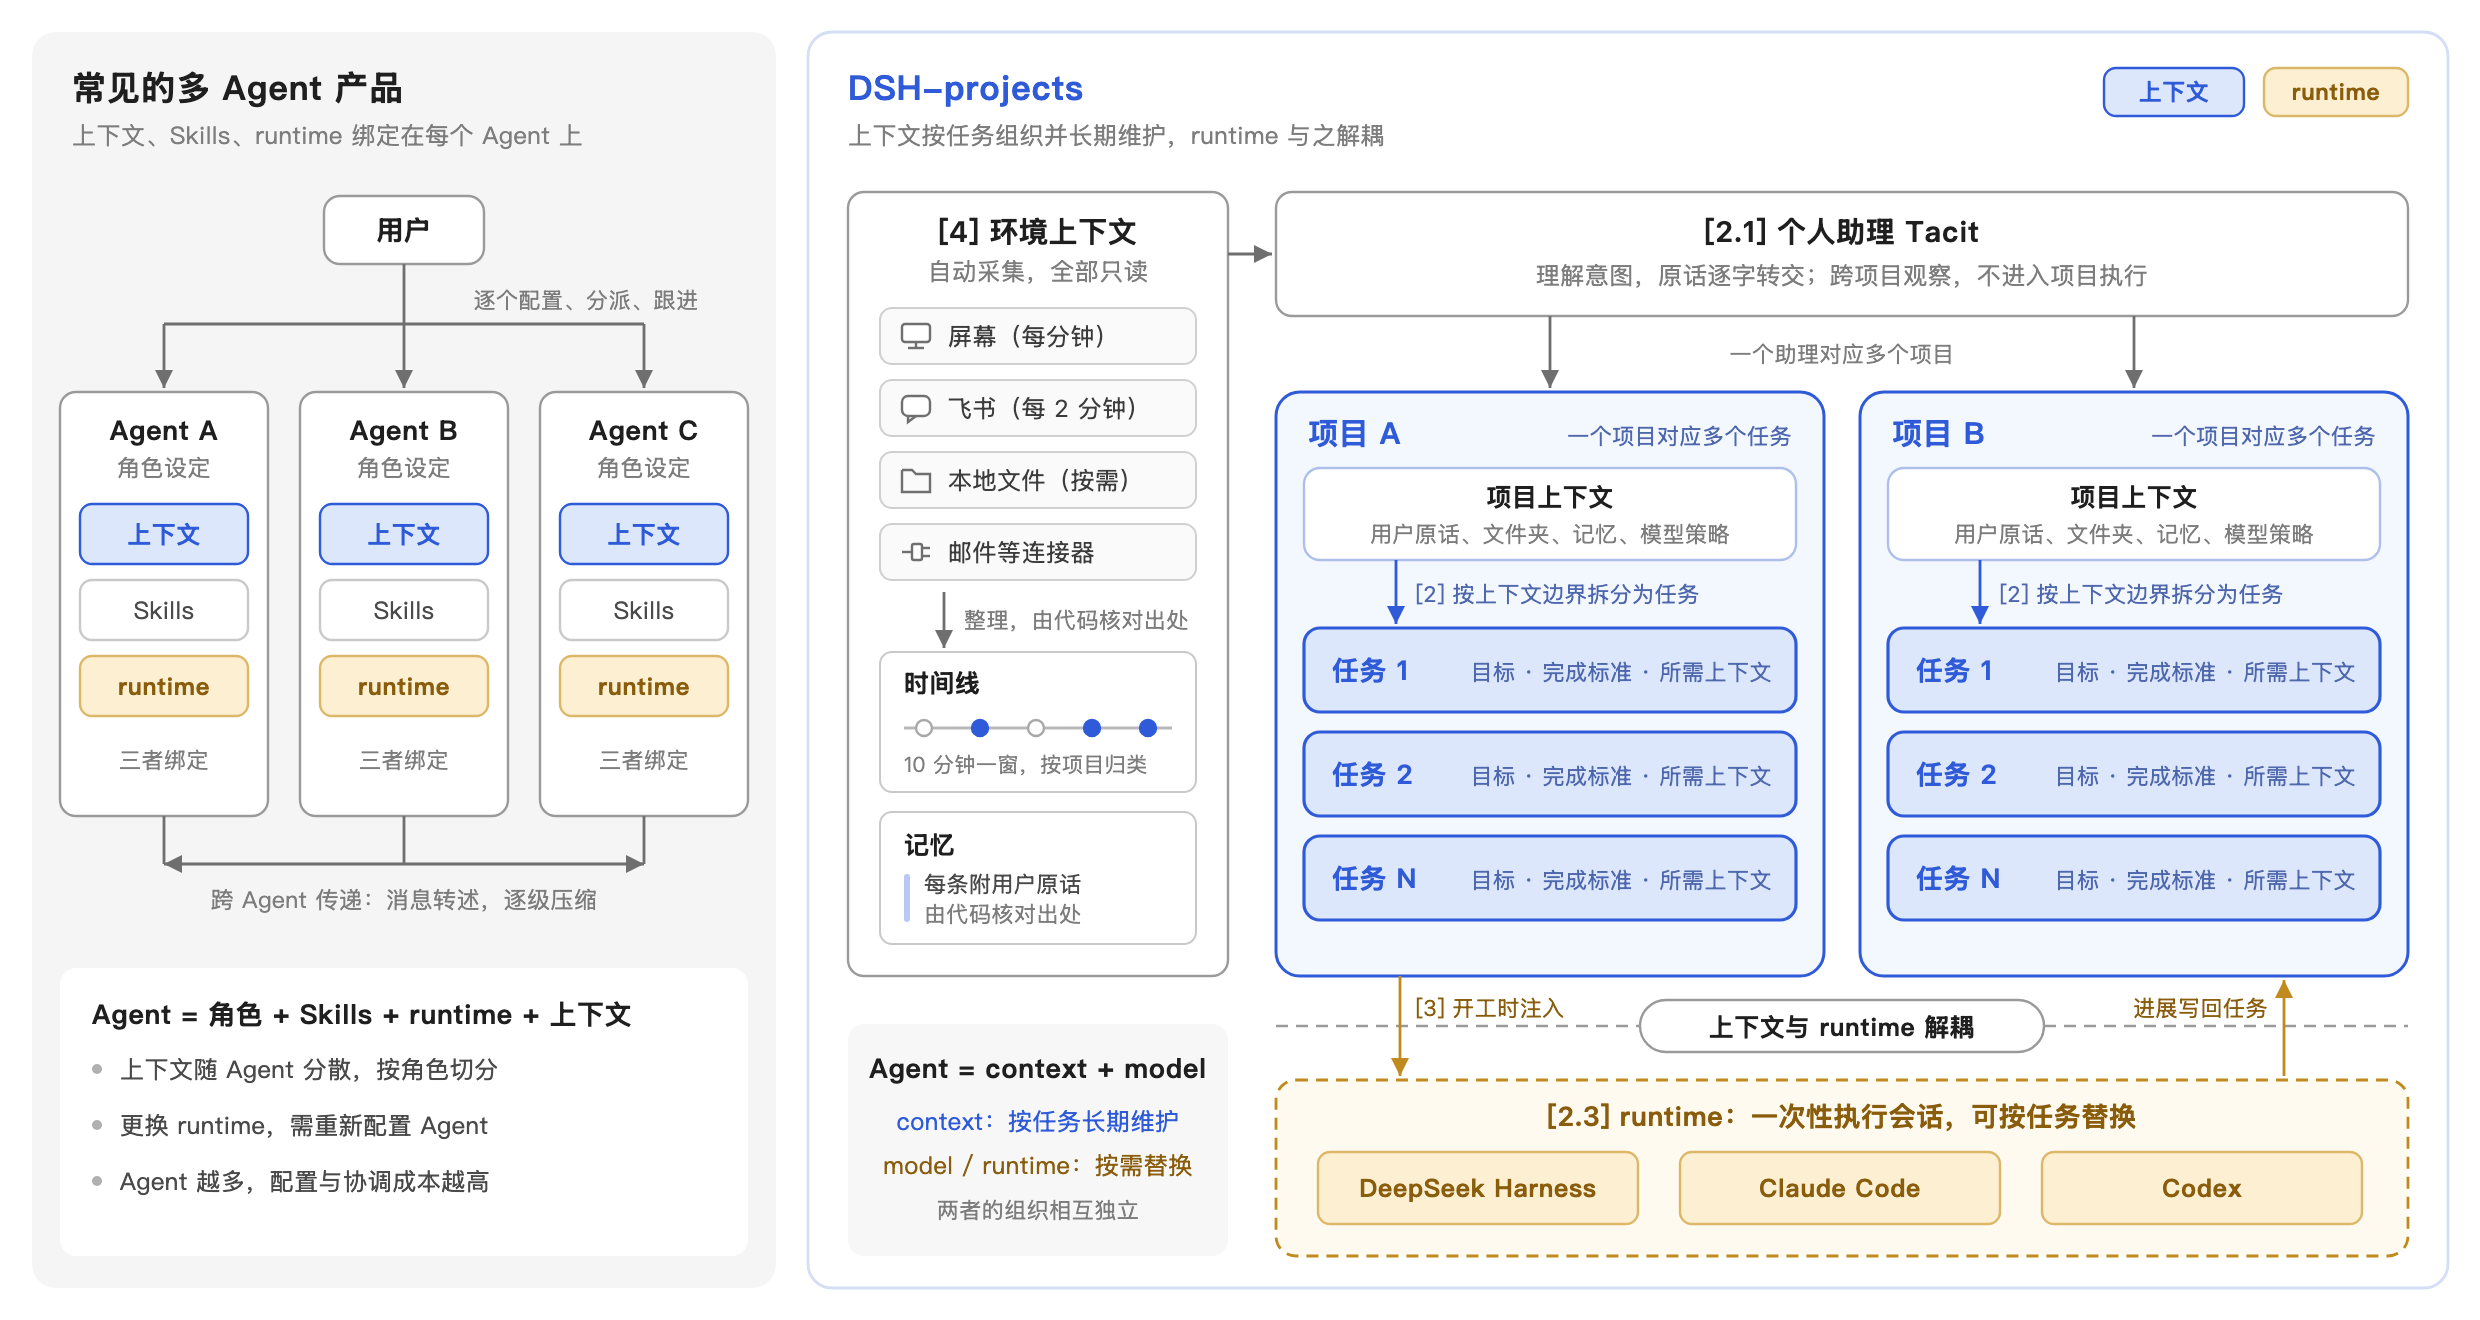 常见的多 Agent 产品
上下文、Skills、runtime 绑定在每个 Agent 上
用户
逐个配置、分派、跟进
Agent A
角色设定
上下文
Skills
runtime
三者绑定
Agent B
角色设定
上下文
Skills
runtime
三者绑定
Agent C
角色设定
上下文
Skills
runtime
三者绑定
跨 Agent 传递：消息转述，逐级压缩
Agent = 角色 + Skills + runtime + 上下文
上下文随 Agent 分散，按角色切分
更换 runtime，需重新配置 Agent
Agent 越多，配置与协调成本越高
DSH–projects
上下文按任务组织并长期维护，runtime 与之解耦
上下文
runtime
[4] 环境上下文
自动采集，全部只读
屏幕（每分钟）
飞书（每 2 分钟）
本地文件（按需）
邮件等连接器
整理，由代码核对出处
时间线
10 分钟一窗，按项目归类
记忆
每条附用户原话
由代码核对出处
Agent = context + model
context：按任务长期维护
model / runtime：按需替换
两者的组织相互独立
[2.1] 个人助理 Tacit
理解意图，原话逐字转交；跨项目观察，不进入项目执行
一个助理对应多个项目
项目 A
一个项目对应多个任务
项目上下文
用户原话、文件夹、记忆、模型策略
[2] 按上下文边界拆分为任务
任务 1
目标 · 完成标准 · 所需上下文
任务 2
目标 · 完成标准 · 所需上下文
任务 N
目标 · 完成标准 · 所需上下文
项目 B
一个项目对应多个任务
项目上下文
用户原话、文件夹、记忆、模型策略
[2] 按上下文边界拆分为任务
任务 1
目标 · 完成标准 · 所需上下文
任务 2
目标 · 完成标准 · 所需上下文
任务 N
目标 · 完成标准 · 所需上下文
[3] 开工时注入
上下文与 runtime 解耦
进展写回任务
[2.3] runtime：一次性执行会话，可按任务替换
DeepSeek Harness
Claude Code
Codex